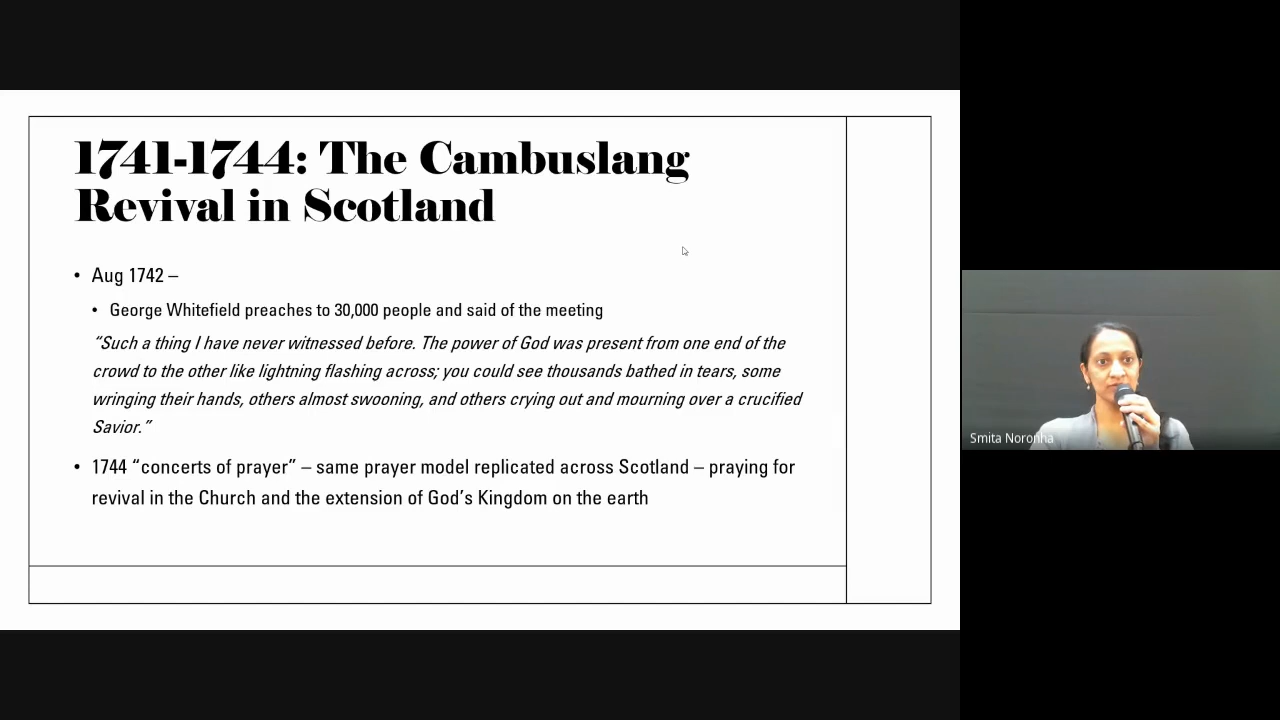 1741-1744: The Cambuslang
Revival in Scotland
• Aug 1742 –
• George Whitefield preaches to 30,000 people and said of the meeting
“Such a thing I have never witnessed before. The power of God was present from one end of the
crowd to the other like lightning flashing across; you could see thousands bathed in tears, some
wringing their hands, others almost swooning, and others crying out and mourning over a crucified
Savior.”
• 1744 “concerts of prayer” – same prayer model replicated across Scotland – praying for
revival in the Church and the extension of God’s Kingdom on the earth
Smita Noronha